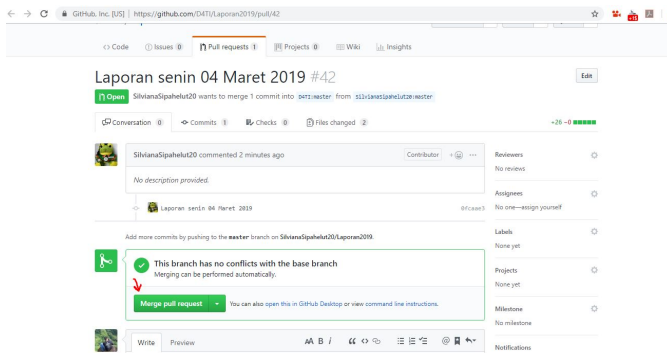 GitHub, Inc. [US] | https://github.com/D4TI/Laporan2019/pull/42
+15
Code Issues 0 Pull requests 1 Projects 0 Wiki Insights
Laporan senin 04 Maret 2019 #42
Edit
Open SilvianaSipahelut20 wants to merge 1 commit into D4TI:master from SilvianaSipahelut20:master
Conversation 0 Commits 1 Checks 0 Files changed 2
+26 −0
SilvianaSipahelut20 commented 2 minutes ago Contributor
No description provided.
Laporan senin 04 Maret 2019
Add more commits by pushing to the master branch on SilvianaSipahelut20/Laporan2019.
This branch has no conflicts with the base branch
Merging can be performed automatically.
Merge pull request You can also open this in GitHub Desktop or view command line instructions.
Write Preview AA B i
Reviewers
No reviews
Assignees
No one—assign yourself
Labels
None yet
Projects
None yet
Milestone
No milestone
Notifications